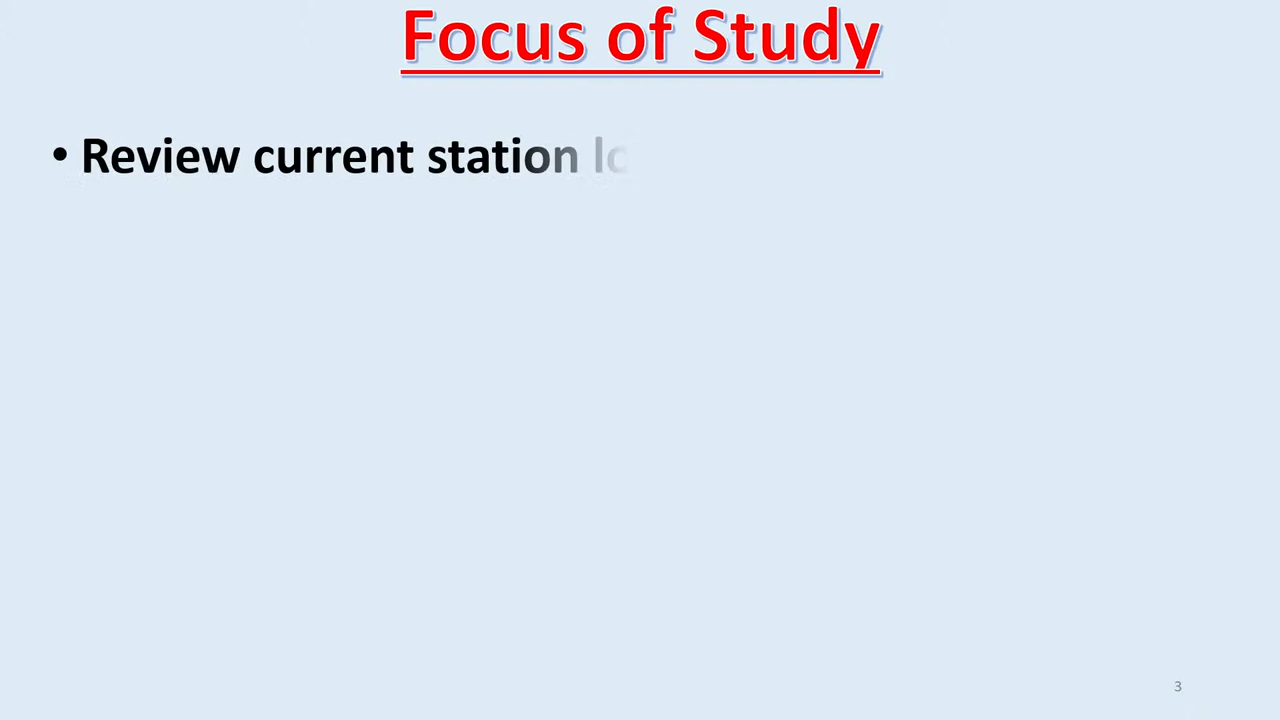 Focus of Study
• Review current station
3